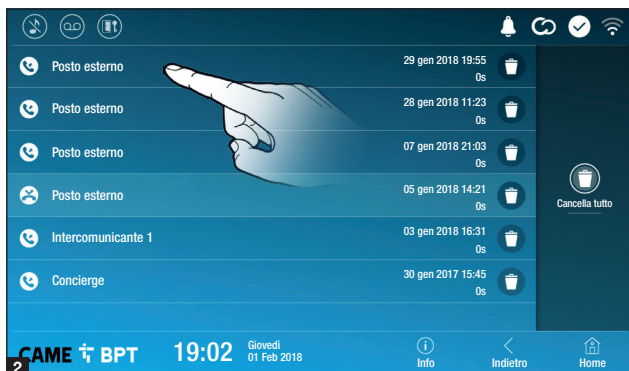 Posto esterno 29 gen 2018 19:55
0s
Posto esterno 28 gen 2018 11:23
0s
Posto esterno 07 gen 2018 21:03
0s
Posto esterno 05 gen 2018 14:21
0s
Cancella tutto
Intercomunicante 1 03 gen 2018 16:31
0s
Concierge 30 gen 2017 15:45
0s
CAME BPT 19:02 Giovedì
01 Feb 2018
Info Indietro Home
2